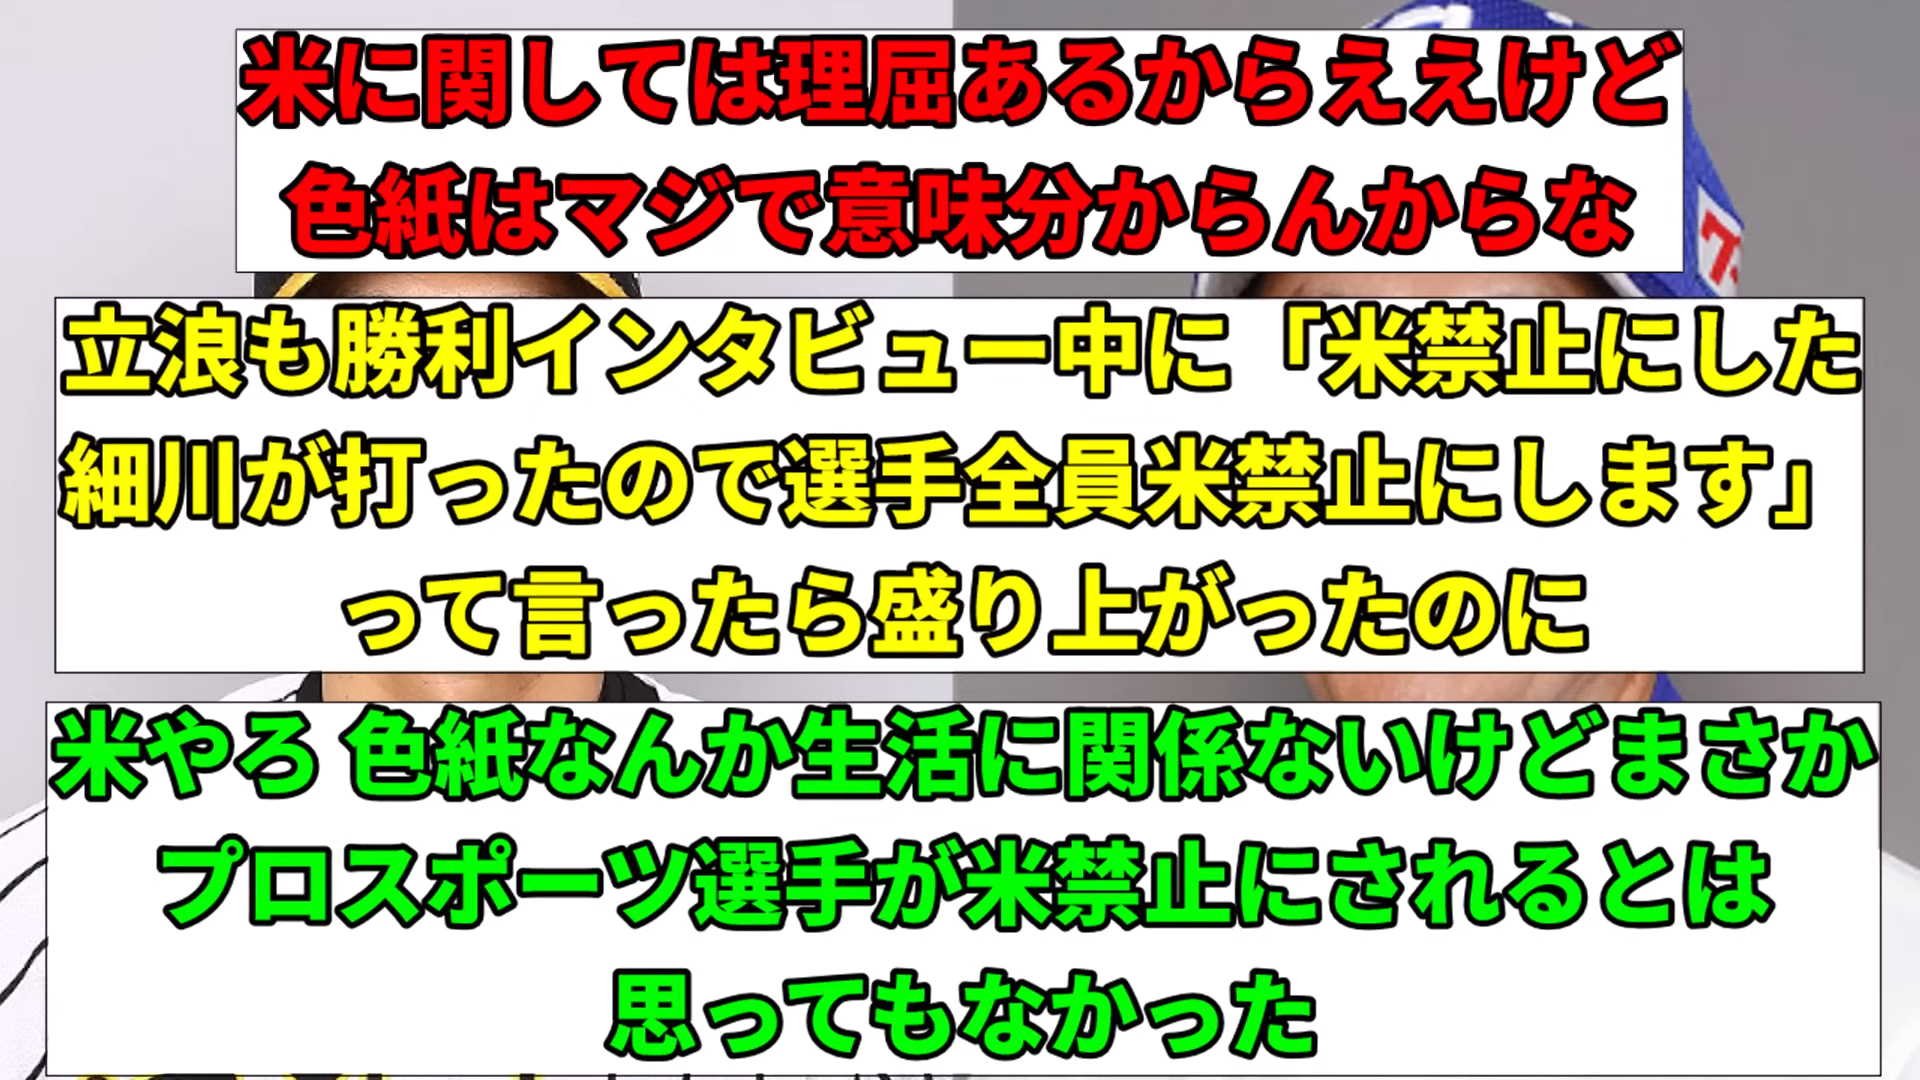 米に関しては理屈あるからええけど
色紙はマジで意味分からんからな
立浪も勝利インタビュー中に「米禁止にした
細川が打ったので選手全員米禁止にします」
って言ったら盛り上がったのに
米やろ 色紙なんか生活に関係ないけどまさか
プロスポーツ選手が米禁止にされるとは
思ってもなかった